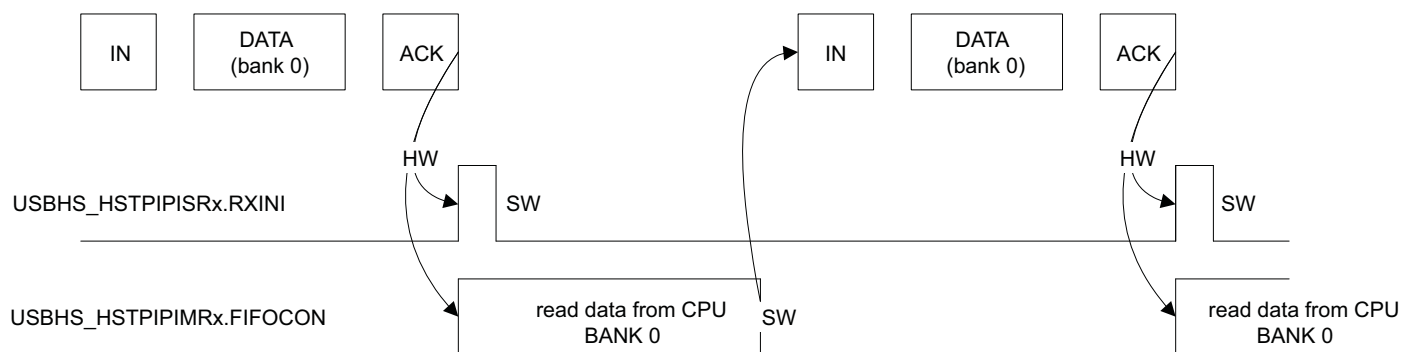 IN
DATA
(bank 0)
ACK
IN
DATA
(bank 0)
ACK
HW
HW
USBHS_HSTPIPISRx.RXINI
SW
SW
USBHS_HSTPIPIMRx.FIFOCON
read data from CPU
BANK 0
SW
read data from CPU
BANK 0